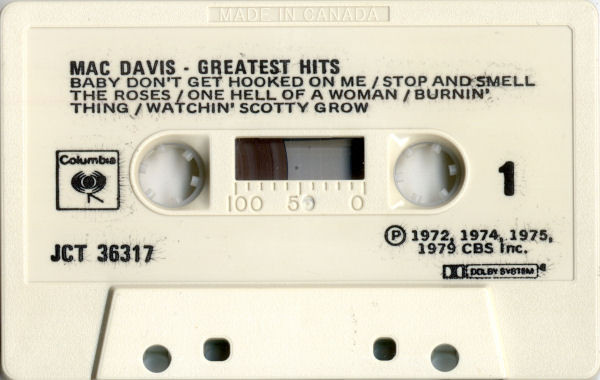 MADE IN CANADA
MAC DAVIS - GREATEST HITS
BABY DON'T GET HOOKED ON ME / STOP AND SMELL
THE ROSES / ONE HELL OF A WOMAN / BURNIN'
THING / WATCHIN' SCOTTY GROW
Columbia
1
100 50 0
JCT 36317
Ⓟ 1972, 1974, 1975,
1979 CBS Inc.
DOLBY SYSTEM®